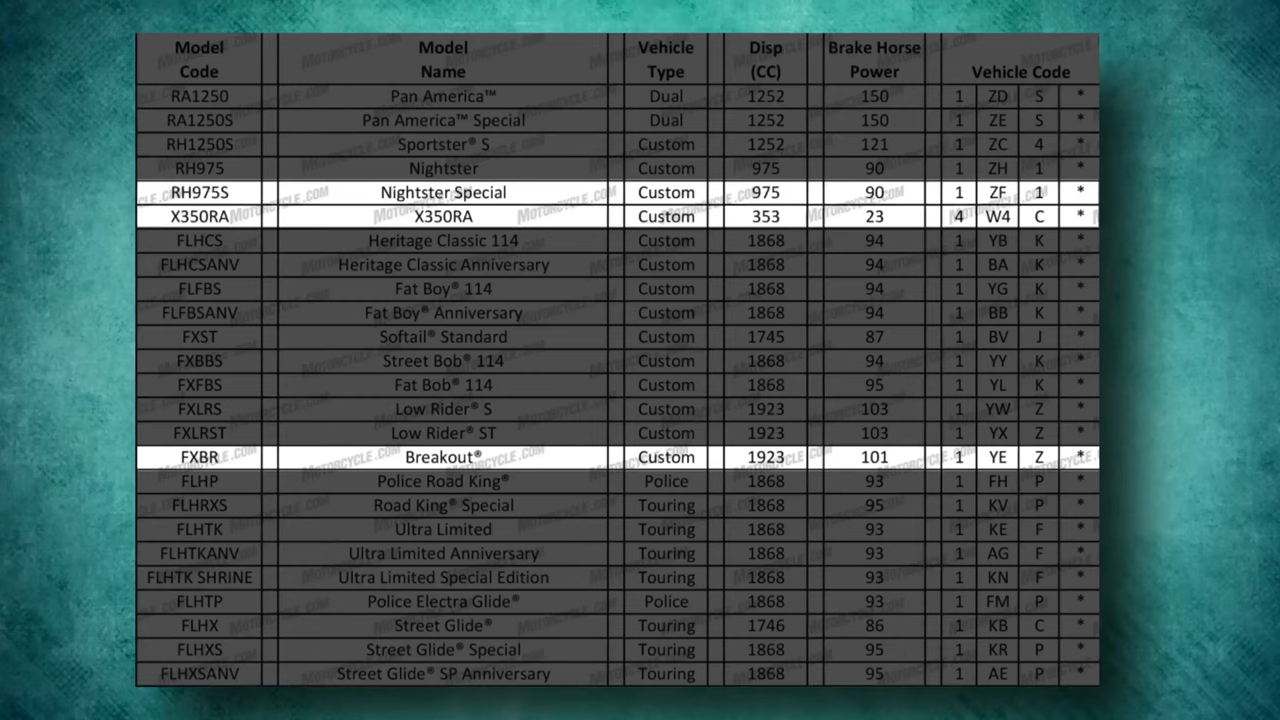 Model Model Vehicle Disp Brake Horse
Code Name Type (CC) Power Vehicle Code
RA1250 Pan America™ Dual 1252 150 1 ZD S *
RA1250S Pan America™ Special Dual 1252 150 1 ZE S *
RH1250S Sportster® S Custom 1252 121 1 ZC 4 *
RH975 Nightster Custom 975 90 1 ZH 1 *
RH975S Nightster Special Custom 975 90 1 ZF 1 *
X350RA X350RA Custom 353 23 4 W4 C *
FLHCS Heritage Classic 114 Custom 1868 94 1 YB K *
FLHCSANV Heritage Classic Anniversary Custom 1868 94 1 BA K *
FLFBS Fat Boy® 114 Custom 1868 94 1 YG K *
FLFBSANV Fat Boy® Anniversary Custom 1868 94 1 BB K *
FXST Softail® Standard Custom 1745 87 1 BV J *
FXBBS Street Bob® 114 Custom 1868 94 1 YY K *
FXFBS Fat Bob® 114 Custom 1868 95 1 YL K *
FXLRS Low Rider® S Custom 1923 103 1 YW Z *
FXLRST Low Rider® ST Custom 1923 103 1 YX Z *
FXBR Breakout® Custom 1923 101 1 YE Z *
FLHP Police Road King® Police 1868 93 1 FH P *
FLHRXS Road King® Special Touring 1868 95 1 KV P *
FLHTK Ultra Limited Touring 1868 93 1 KE F *
FLHTKANV Ultra Limited Anniversary Touring 1868 93 1 AG F *
FLHTK SHRINE Ultra Limited Special Edition Touring 1868 93 1 KN F *
FLHTP Police Electra Glide® Police 1868 93 1 FM P *
FLHX Street Glide® Touring 1746 86 1 KB C *
FLHXS Street Glide® Special Touring 1868 95 1 KR P *
FLHXSANV Street Glide® SP Anniversary Touring 1868 95 1 AE P *
MOTORCYCLE.COM